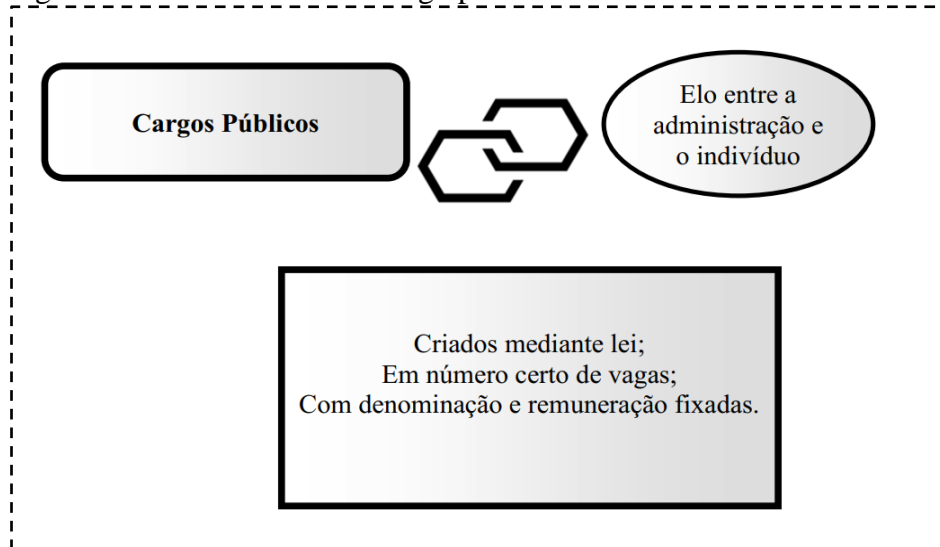 Cargos Públicos
Elo entre a
administração e
o indivíduo
Criados mediante lei;
Em número certo de vagas;
Com denominação e remuneração fixadas.